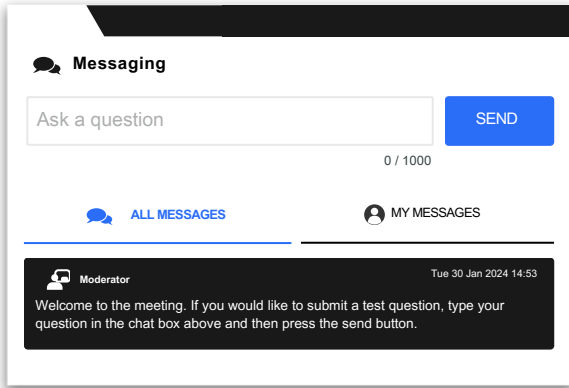 Messaging
Ask a question
SEND
0 / 1000
ALL MESSAGES
MY MESSAGES
Moderator
Tue 30 Jan 2024 14:53
Welcome to the meeting. If you would like to submit a test question, type your
question in the chat box above and then press the send button.